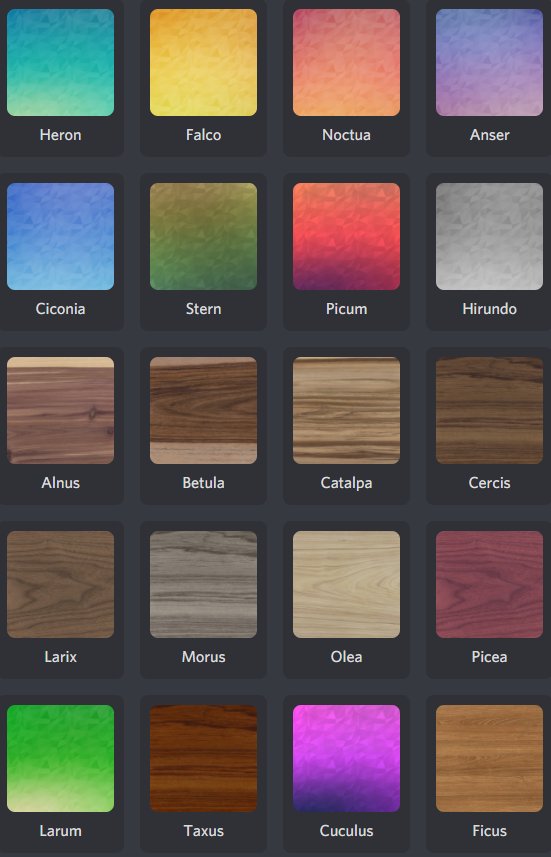 Heron
Falco
Noctua
Anser
Ciconia
Stern
Picum
Hirundo
Alnus
Betula
Catalpa
Cercis
Larix
Morus
Olea
Picea
Larum
Taxus
Cuculus
Ficus